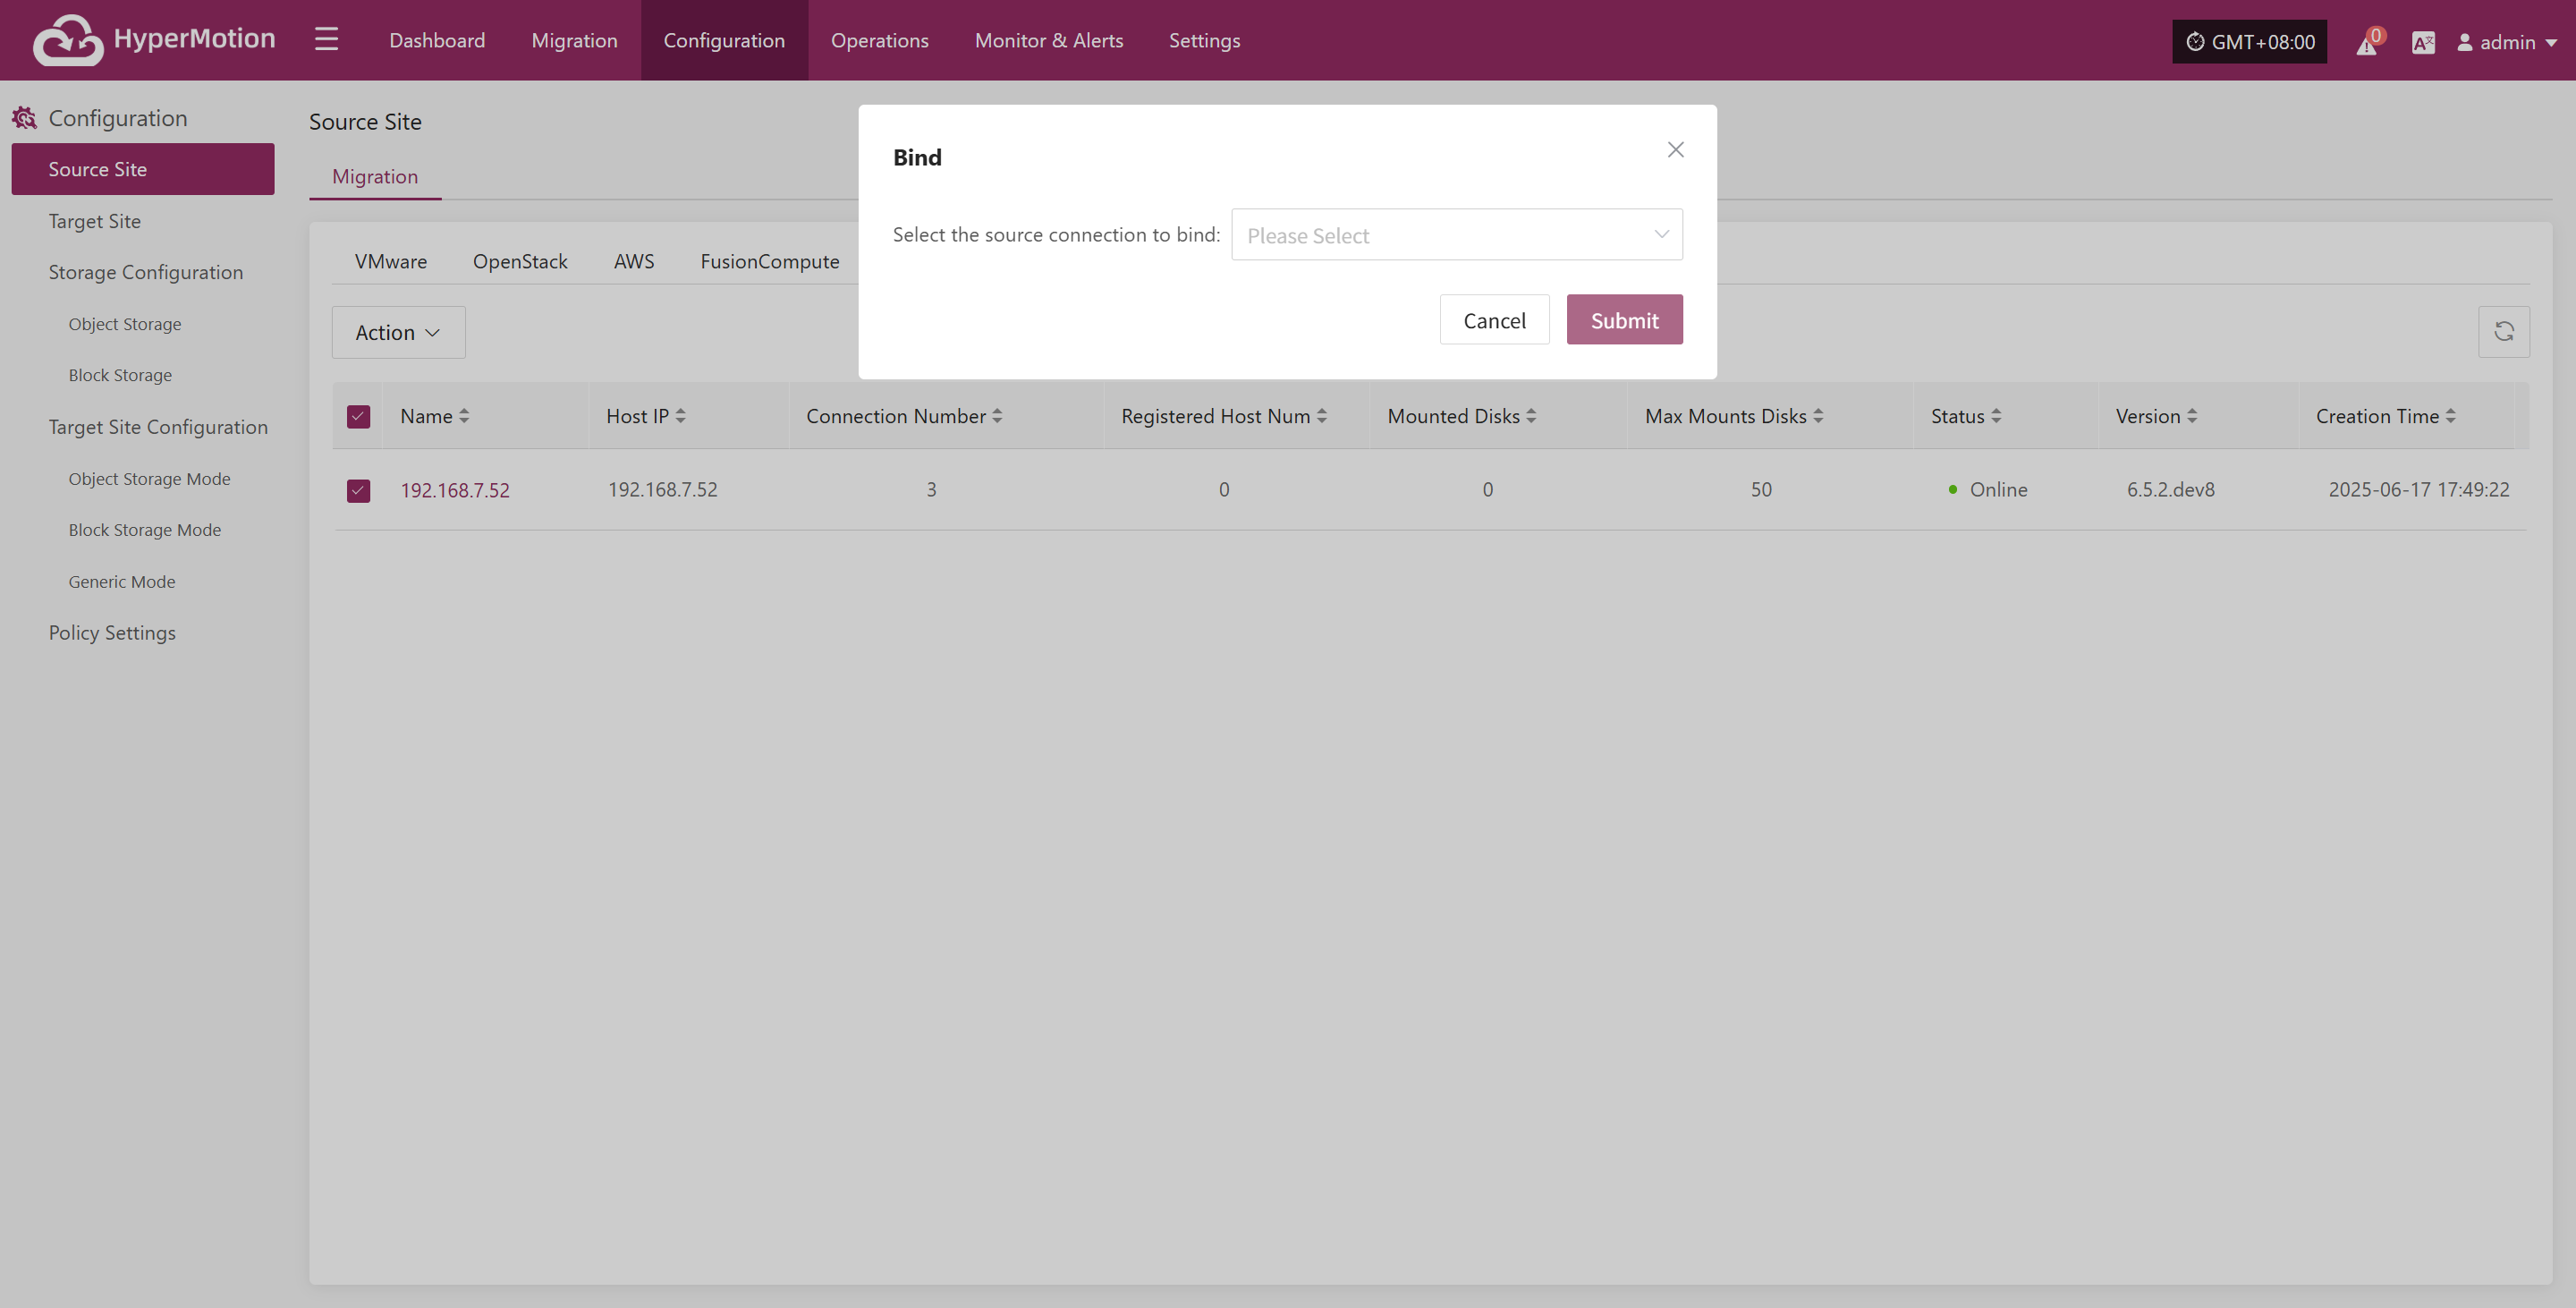 HyperMotion
Dashboard
Migration
Configuration
Operations
Monitor & Alerts
Settings
GMT+08:00
0
admin
Configuration
Source Site
Target Site
Storage Configuration
Object Storage
Block Storage
Target Site Configuration
Object Storage Mode
Block Storage Mode
Generic Mode
Policy Settings
Source Site
Migration
VMware
OpenStack
AWS
FusionCompute
Action
Bind
Select the source connection to bind:
Please Select
Cancel
Submit
Name
Host IP
Connection Number
Registered Host Num
Mounted Disks
Max Mounts Disks
Status
Version
Creation Time
192.168.7.52
192.168.7.52
3
0
0
50
Online
6.5.2.dev8
2025-06-17 17:49:22